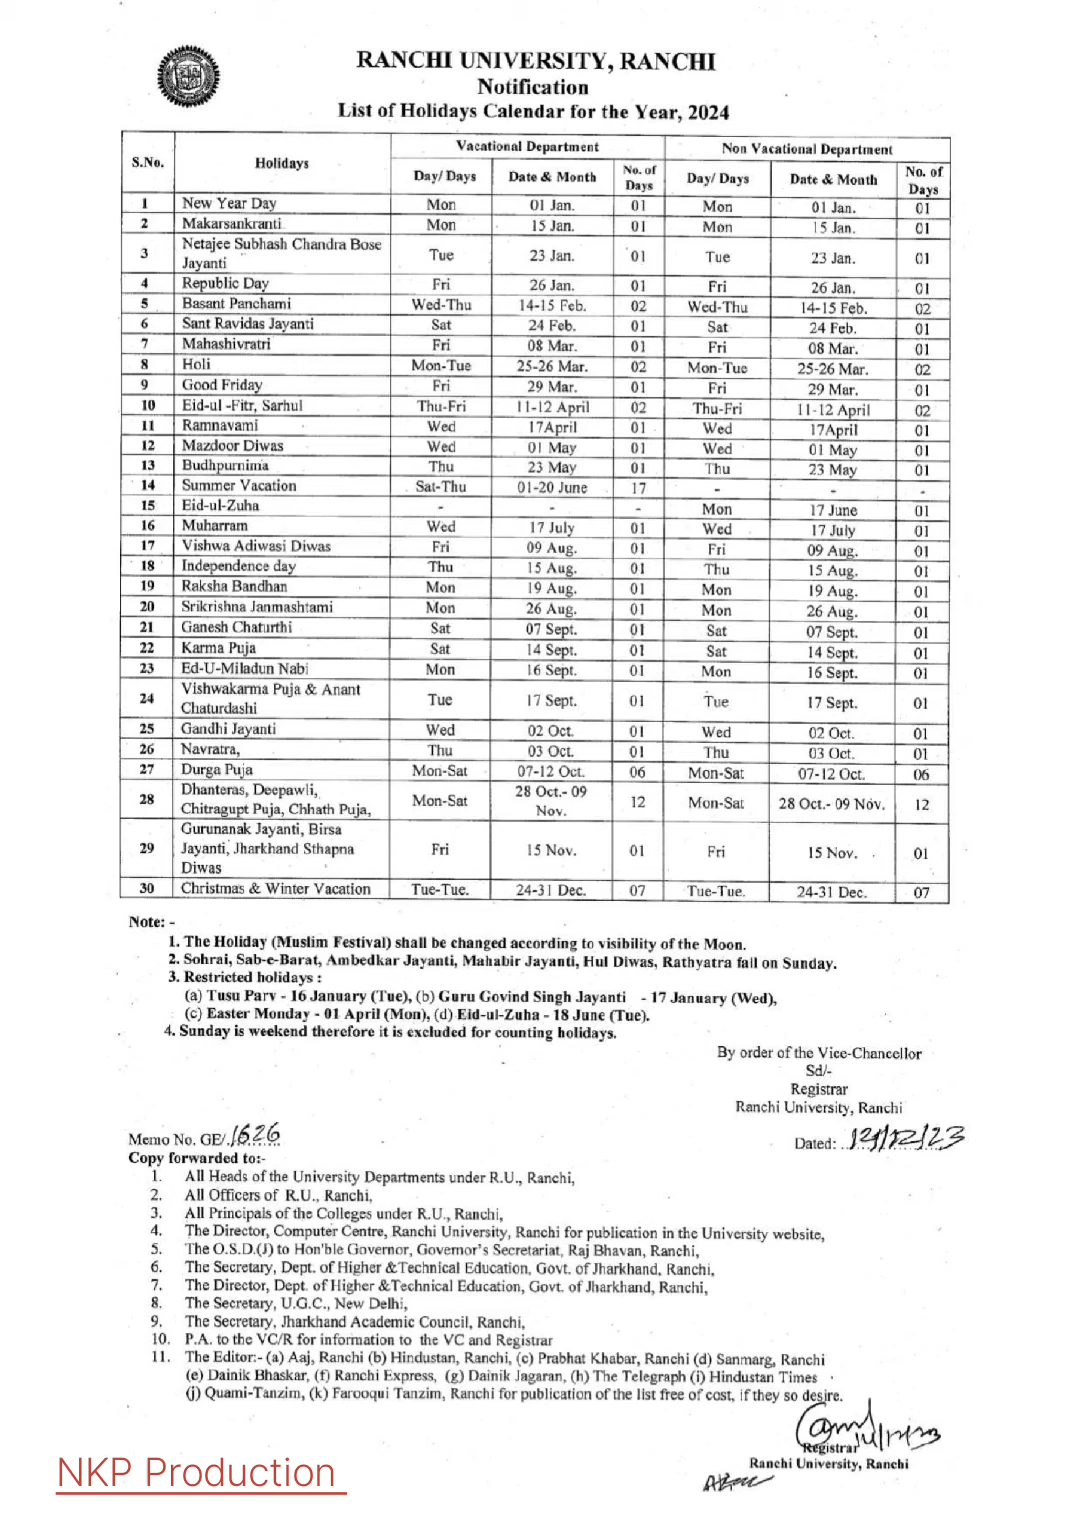 RANCHI UNIVERSITY, RANCHI
Notification
List of Holidays Calendar for the Year, 2024
S.No. Holidays Vacational Department Non Vacational Department
Day/ Days Date & Month No. of Days Day/ Days Date & Month No. of Days
1 New Year Day Mon 01 Jan. 01 Mon 01 Jan. 01
2 Makarsankranti Mon 15 Jan. 01 Mon 15 Jan. 01
3 Netajee Subhash Chandra Bose Jayanti Tue 23 Jan. 01 Tue 23 Jan. 01
4 Republic Day Fri 26 Jan. 01 Fri 26 Jan. 01
5 Basant Panchami Wed-Thu 14-15 Feb. 02 Wed-Thu 14-15 Feb. 02
6 Sant Ravidas Jayanti Sat 24 Feb. 01 Sat 24 Feb. 01
7 Mahashivratri Fri 08 Mar. 01 Fri 08 Mar. 01
8 Holi Mon-Tue 25-26 Mar. 02 Mon-Tue 25-26 Mar. 02
9 Good Friday Fri 29 Mar. 01 Fri 29 Mar. 01
10 Eid-ul -Fitr, Sarhul Thu-Fri 11-12 April 02 Thu-Fri 11-12 April 02
11 Ramnavami Wed 17April 01 Wed 17April 01
12 Mazdoor Diwas Wed 01 May 01 Wed 01 May 01
13 Budhpurnima Thu 23 May 01 Thu 23 May 01
14 Summer Vacation Sat-Thu 01-20 June 17 - - -
15 Eid-ul-Zuha - - - Mon 17 June 01
16 Muharram Wed 17 July 01 Wed 17 July 01
17 Vishwa Adiwasi Diwas Fri 09 Aug. 01 Fri 09 Aug. 01
18 Independence day Thu 15 Aug. 01 Thu 15 Aug. 01
19 Raksha Bandhan Mon 19 Aug. 01 Mon 19 Aug. 01
20 Srikrishna Janmashtami Mon 26 Aug. 01 Mon 26 Aug. 01
21 Ganesh Chaturthi Sat 07 Sept. 01 Sat 07 Sept. 01
22 Karma Puja Sat 14 Sept. 01 Sat 14 Sept. 01
23 Ed-U-Miladun Nabi Mon 16 Sept. 01 Mon 16 Sept. 01
24 Vishwakarma Puja & Anant Chaturdashi Tue 17 Sept. 01 Tue 17 Sept. 01
25 Gandhi Jayanti Wed 02 Oct. 01 Wed 02 Oct. 01
26 Navratra, Thu 03 Oct. 01 Thu 03 Oct. 01
27 Durga Puja Mon-Sat 07-12 Oct. 06 Mon-Sat 07-12 Oct. 06
28 Dhanteras, Deepawli, Chitragupt Puja, Chhath Puja, Mon-Sat 28 Oct.- 09 Nov. 12 Mon-Sat 28 Oct.- 09 Nov. 12
29 Gurunanak Jayanti, Birsa Jayanti, Jharkhand Sthapna Diwas Fri 15 Nov. 01 Fri 15 Nov. 01
30 Christmas & Winter Vacation Tue-Tue. 24-31 Dec. 07 Tue-Tue. 24-31 Dec. 07
Note: -
1. The Holiday (Muslim Festival) shall be changed according to visibility of the Moon.
2. Sohrai, Sab-e-Barat, Ambedkar Jayanti, Mahabir Jayanti, Hul Diwas, Rathyatra fall on Sunday.
3. Restricted holidays :
(a) Tusu Parv - 16 January (Tue), (b) Guru Govind Singh Jayanti - 17 January (Wed),
(c) Easter Monday - 01 April (Mon), (d) Eid-ul-Zuha - 18 June (Tue).
4. Sunday is weekend therefore it is excluded for counting holidays.
By order of the Vice-Chancellor
Sd/-
Registrar
Ranchi University, Ranchi
Memo No. GE/.1626 Dated: 12/12/23
Copy forwarded to:-
1. All Heads of the University Departments under R.U., Ranchi,
2. All Officers of R.U., Ranchi,
3. All Principals of the Colleges under R.U., Ranchi,
4. The Director, Computer Centre, Ranchi University, Ranchi for publication in the University website,
5. The O.S.D.(J) to Hon'ble Governor, Governor's Secretariat, Raj Bhavan, Ranchi,
6. The Secretary, Dept. of Higher &Technical Education, Govt. of Jharkhand, Ranchi,
7. The Director, Dept. of Higher &Technical Education, Govt. of Jharkhand, Ranchi,
8. The Secretary, U.G.C., New Delhi,
9. The Secretary, Jharkhand Academic Council, Ranchi,
10. P.A. to the VC/R for information to the VC and Registrar
11. The Editor:- (a) Aaj, Ranchi (b) Hindustan, Ranchi, (c) Prabhat Khabar, Ranchi (d) Sanmarg, Ranchi
(e) Dainik Bhaskar, (f) Ranchi Express, (g) Dainik Jagaran, (h) The Telegraph (i) Hindustan Times
(j) Quami-Tanzim, (k) Farooqui Tanzim, Ranchi for publication of the list free of cost, if they so desire.
Registrar
Ranchi University, Ranchi
NKP Production